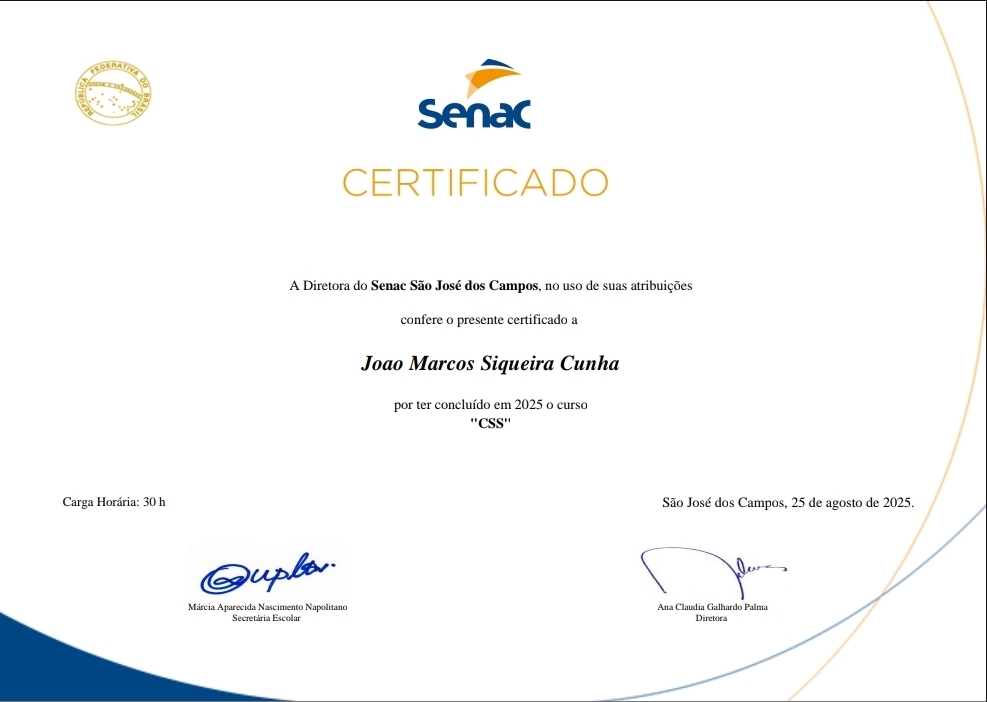 REPÚBLICA FEDERATIVA DO BRASIL
Senac
CERTIFICADO
A Diretora do Senac São José dos Campos, no uso de suas atribuições
confere o presente certificado a
Joao Marcos Siqueira Cunha
por ter concluído em 2025 o curso
"CSS"
Carga Horária: 30 h
São José dos Campos, 25 de agosto de 2025.
Márcia Aparecida Nascimento Napolitano
Secretária Escolar
Ana Claudia Galhardo Palma
Diretora